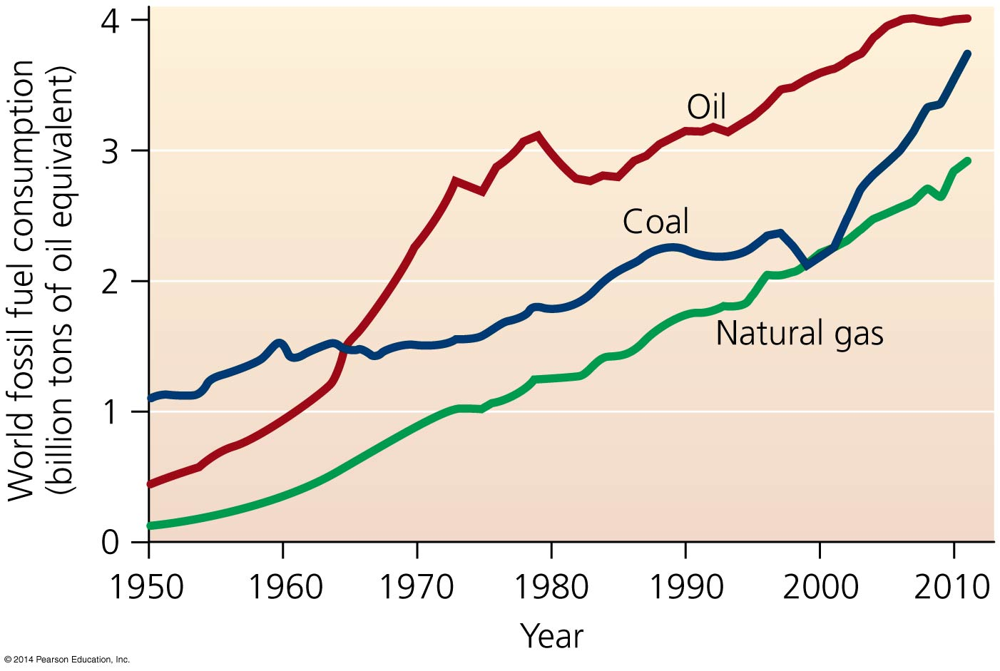 World fossil fuel consumption
(billion tons of oil equivalent)
4
3
2
1
0
Oil
Coal
Natural gas
1950 1960 1970 1980 1990 2000 2010
Year
© 2014 Pearson Education, Inc.